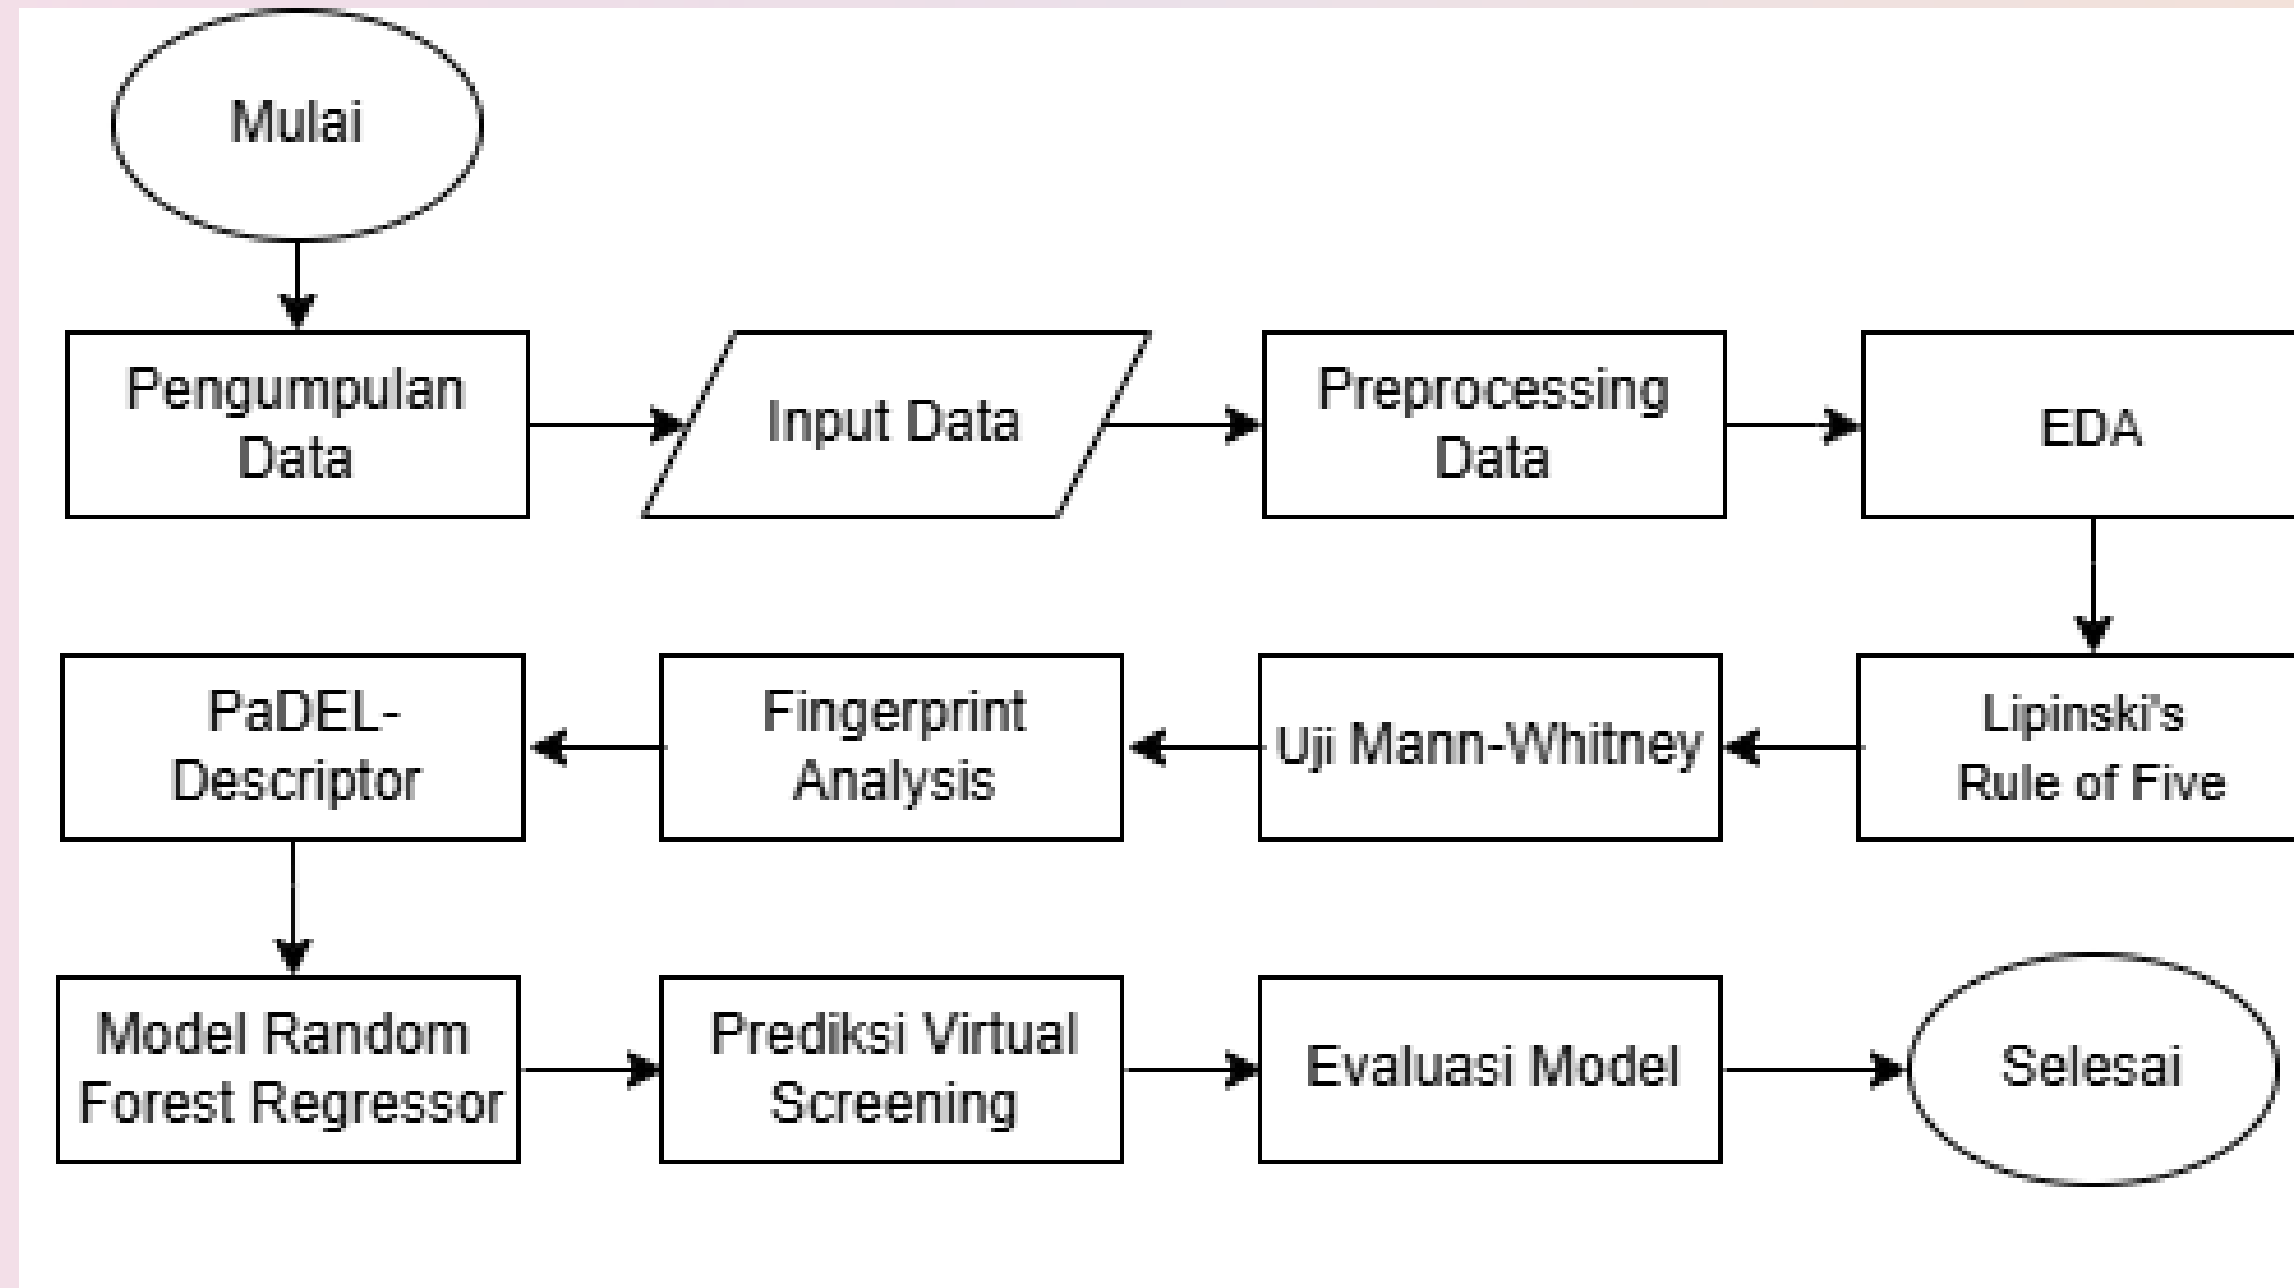 Mulai
Pengumpulan
Data
Input Data
Preprocessing
Data
EDA
Lipinski's
Rule of Five
Uji Mann-Whitney
Fingerprint
Analysis
PaDEL-
Descriptor
Model Random
Forest Regressor
Prediksi Virtual
Screening
Evaluasi Model
Selesai